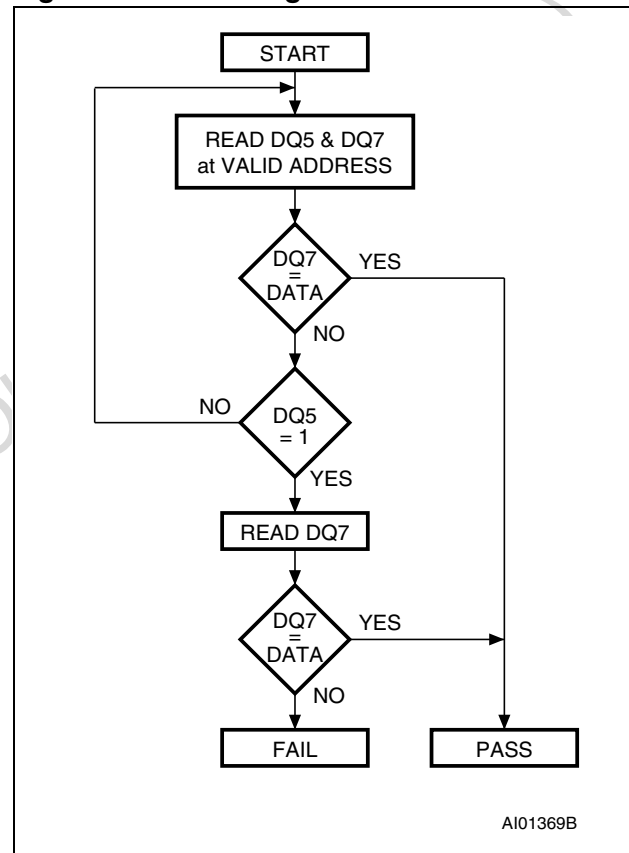 START
READ DQ5 & DQ7
at VALID ADDRESS
DQ7
=
DATA
YES
NO
DQ5
= 1
NO
YES
READ DQ7
DQ7
=
DATA
YES
NO
FAIL
PASS
AI01369B